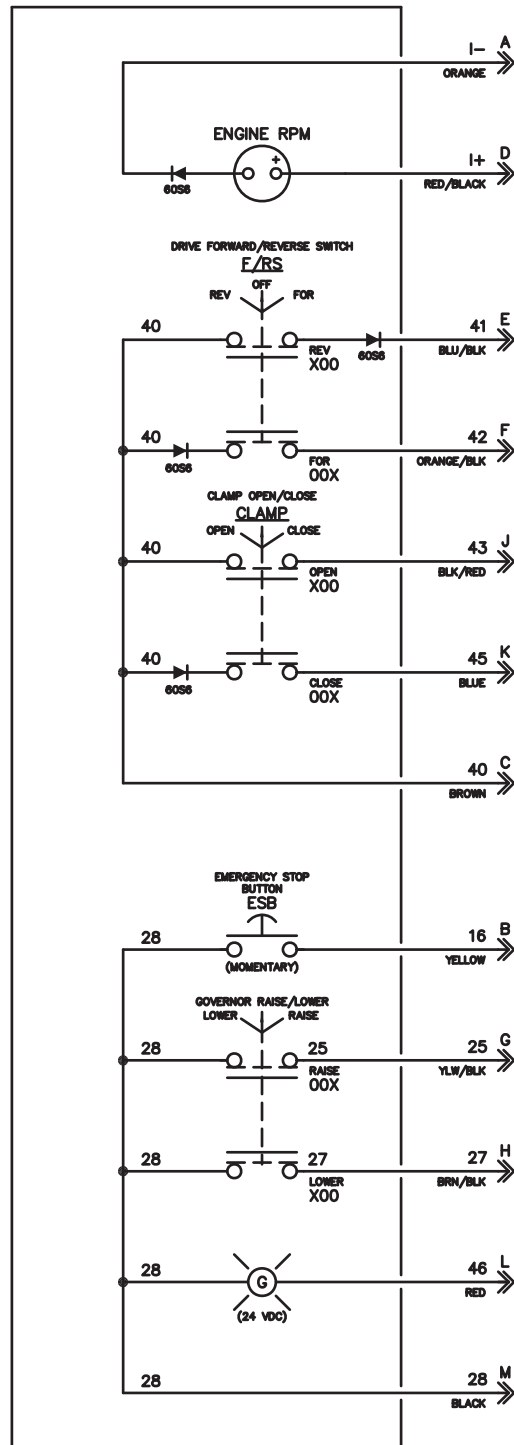 I- A
ORANGE
ENGINE RPM
+
I+ D
60S6
RED/BLACK
DRIVE FORWARD/REVERSE SWITCH
F/RS
OFF
REV FOR
40
41 E
REV
X00
60S6
BLU/BLK
40
42 F
60S6
FOR
00X
ORANGE/BLK
CLAMP OPEN/CLOSE
CLAMP
OPEN CLOSE
40
43 J
OPEN
X00
BLK/RED
40
45 K
60S6
CLOSE
00X
BLUE
40 C
BROWN
EMERGENCY STOP
BUTTON
ESB
28
16 B
(MOMENTARY)
YELLOW
GOVERNOR RAISE/LOWER
LOWER RAISE
28 25 25 G
RAISE
00X
YLW/BLK
28 27 27 H
LOWER
X00
BRN/BLK
28 G 46 L
RED
(24 VDC)
28 28 M
BLACK